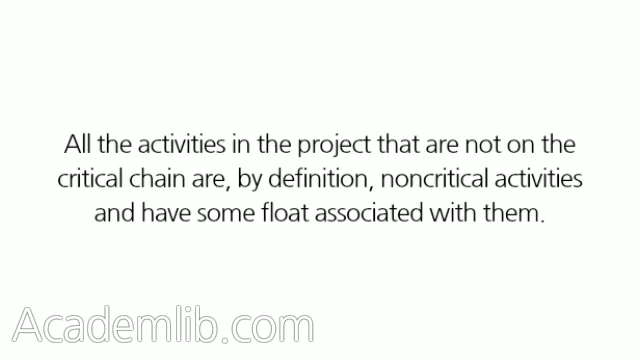 All the activities in the project that are not on the
critical chain are, by definition, noncritical activities
and have some float associated with them.
Academlib.com